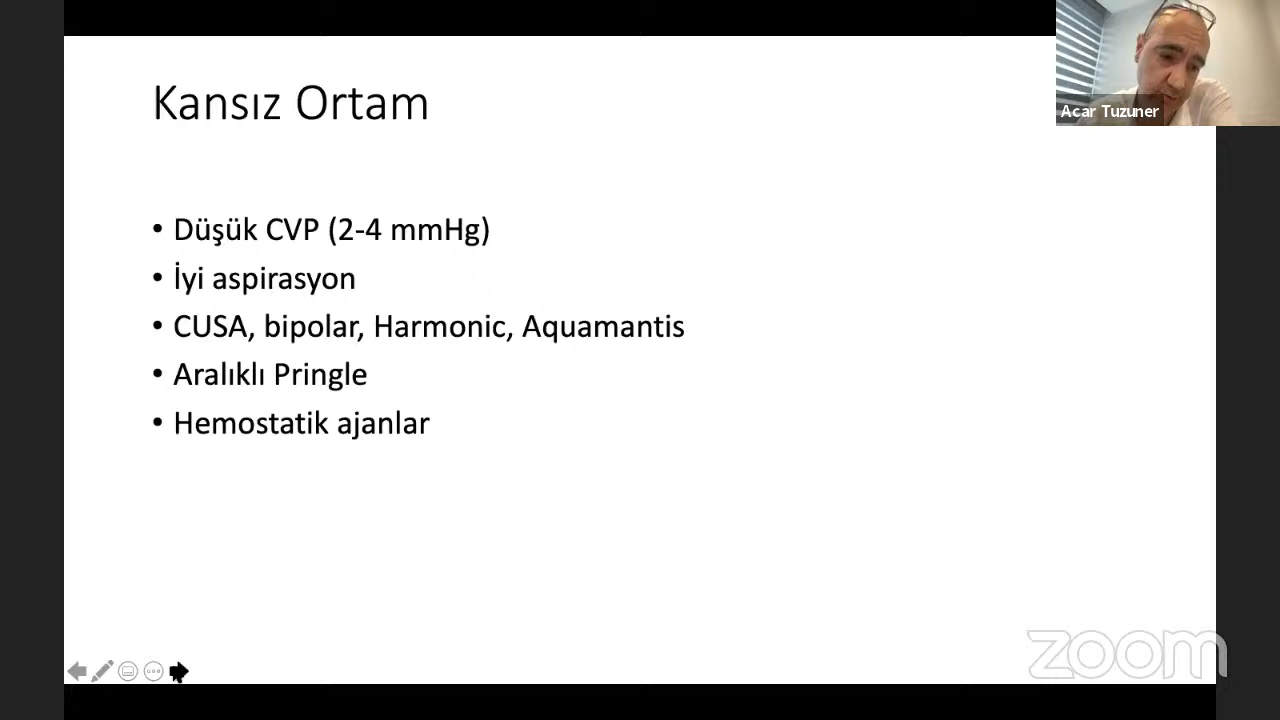 Kansız Ortam
Acar Tuzuner
• Düşük CVP (2-4 mmHg)
• İyi aspirasyon
• CUSA, bipolar, Harmonic, Aquamantis
• Aralıklı Pringle
• Hemostatik ajanlar
zoom